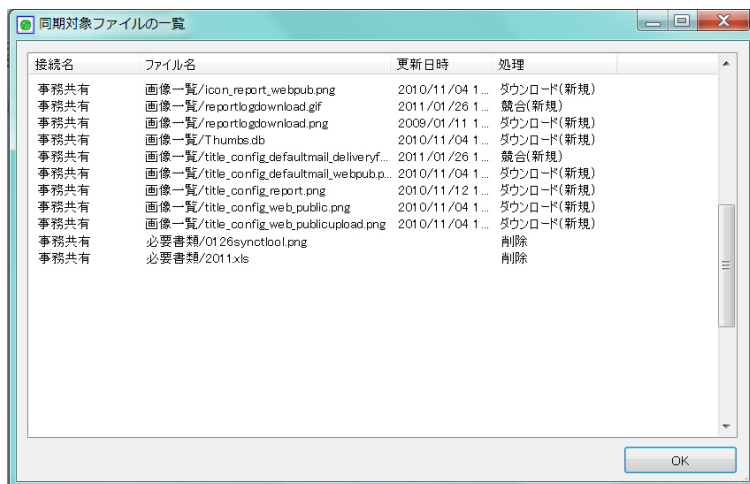 同期対象ファイルの一覧
接続名 ファイル名 更新日時 処理
事務共有 画像一覧/icon_report_webpub.png 2010/11/04 1... ダウンロード(新規)
事務共有 画像一覧/reportlogdownload.gif 2011/01/26 1... 競合(新規)
事務共有 画像一覧/reportlogdownload.png 2009/01/11 1... ダウンロード(新規)
事務共有 画像一覧/Thumbs.db 2010/11/04 1... ダウンロード(新規)
事務共有 画像一覧/title_config_defaultmail_deliveryf... 2011/01/26 1... 競合(新規)
事務共有 画像一覧/title_config_defaultmail_webpub.p... 2010/11/04 1... ダウンロード(新規)
事務共有 画像一覧/title_config_report.png 2010/11/12 1... ダウンロード(新規)
事務共有 画像一覧/title_config_web_public.png 2010/11/04 1... ダウンロード(新規)
事務共有 画像一覧/title_config_web_publicupload.png 2010/11/04 1... ダウンロード(新規)
事務共有 必要書類/0126synctlool.png 削除
事務共有 必要書類/2011.xls 削除
OK